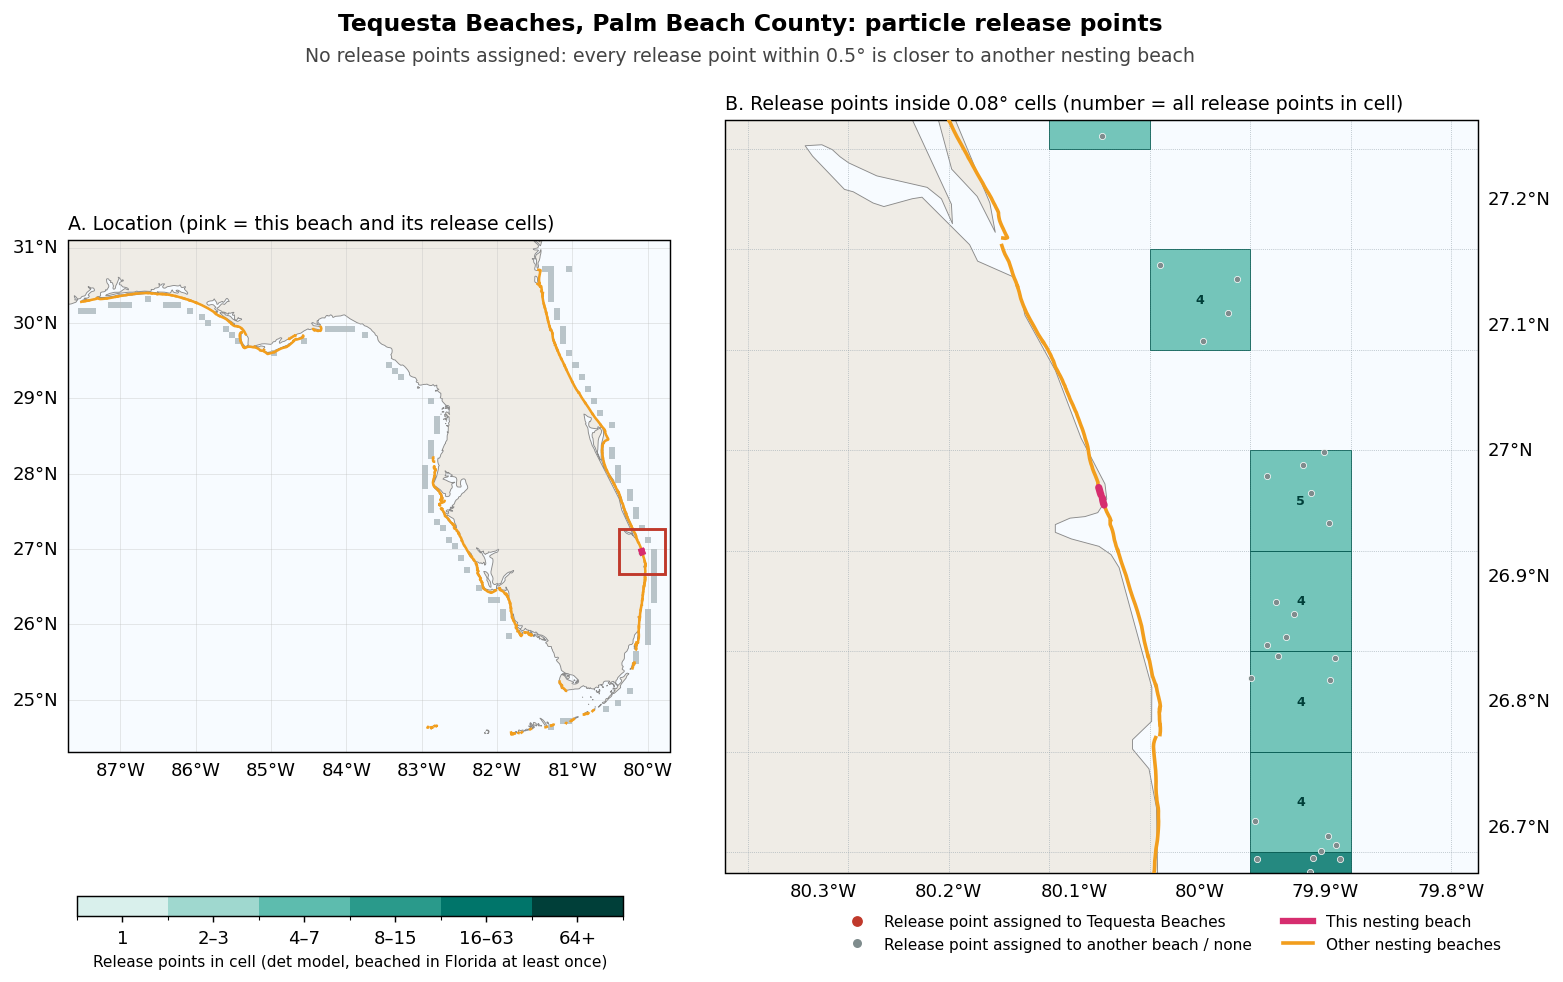 Tequesta Beaches, Palm Beach County: particle release points
No release points assigned: every release point within 0.5° is closer to another nesting beach
A. Location (pink = this beach and its release cells)
31°N
30°N
29°N
28°N
27°N
26°N
25°N
87°W 86°W 85°W 84°W 83°W 82°W 81°W 80°W
B. Release points inside 0.08° cells (number = all release points in cell)
4
5
4
4
4
27.2°N
27.1°N
27°N
26.9°N
26.8°N
26.7°N
80.3°W 80.2°W 80.1°W 80°W 79.9°W 79.8°W
1 2–3 4–7 8–15 16–63 64+
Release points in cell (det model, beached in Florida at least once)
Release point assigned to Tequesta Beaches
Release point assigned to another beach / none
This nesting beach
Other nesting beaches